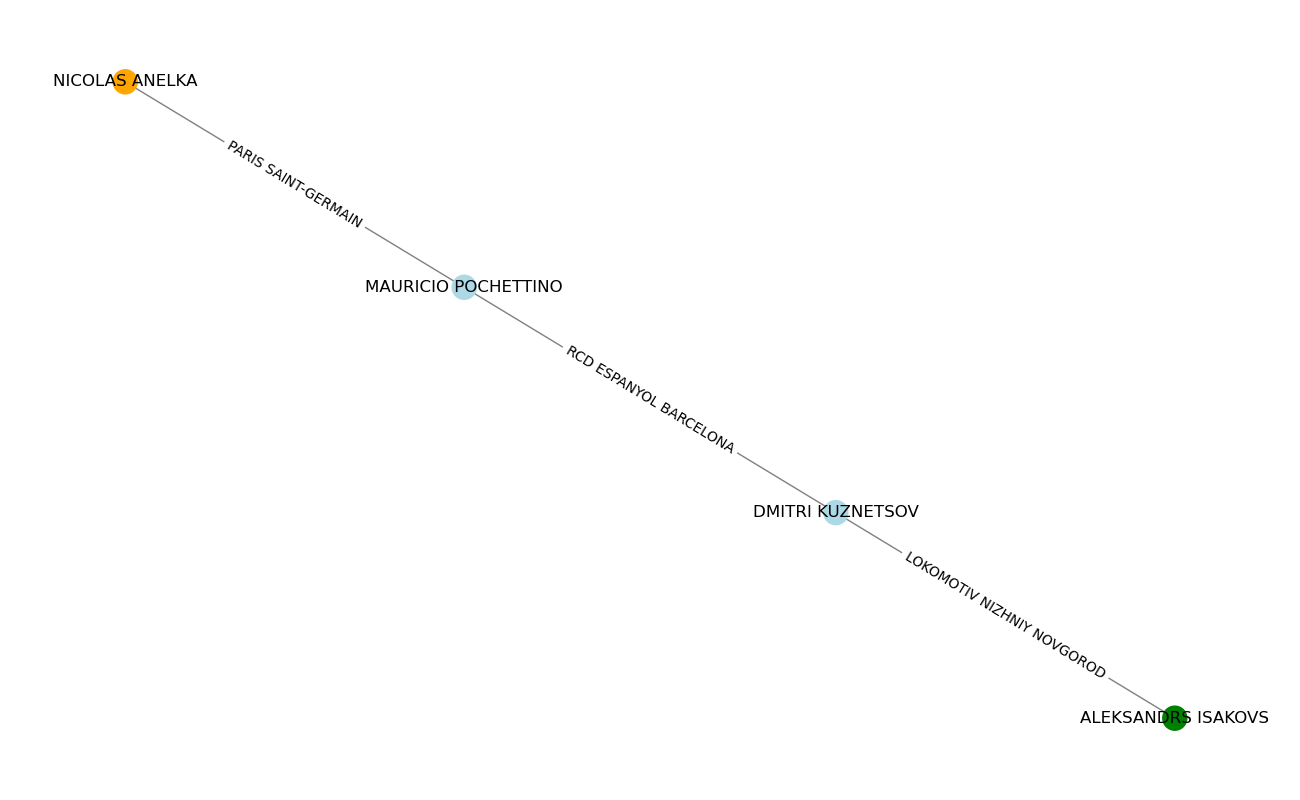 NICOLAS ANELKA
PARIS SAINT-GERMAIN
MAURICIO POCHETTINO
RCD ESPANYOL BARCELONA
DMITRI KUZNETSOV
LOKOMOTIV NIZHNIY NOVGOROD
ALEKSANDRS ISAKOVS